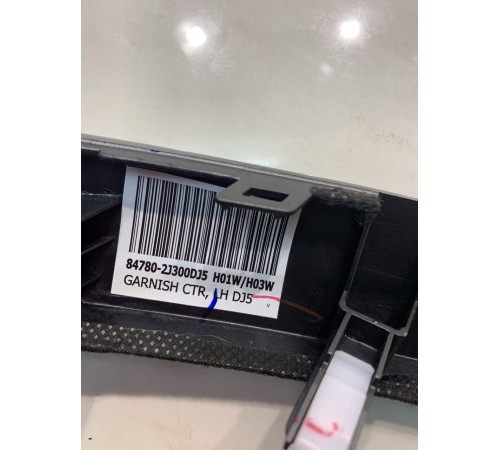 84780-2J300DJ5 H01W/H03W
GARNISH CTR, LH DJ5